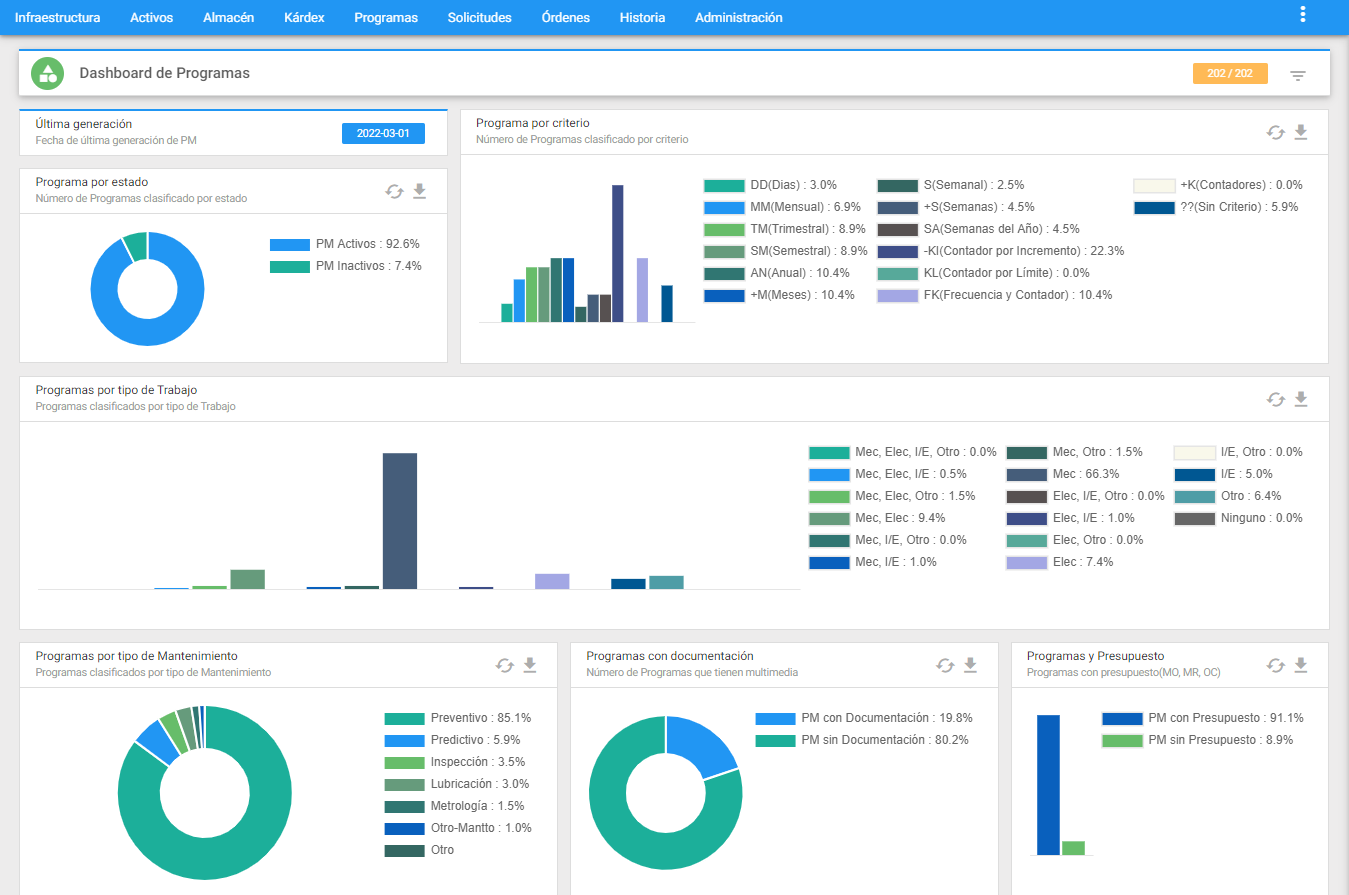 Infraestructura Activos Almacén Kárdex Programas Solicitudes Órdenes Historia Administración
Dashboard de Programas
202 / 202
Última generación
Fecha de última generación de PM
2022-03-01
Programa por estado
Número de Programas clasificado por estado
PM Activos : 92.6%
PM Inactivos : 7.4%
Programa por criterio
Número de Programas clasificado por criterio
DD(Dias) : 3.0%
MM(Mensual) : 6.9%
TM(Trimestral) : 8.9%
SM(Semestral) : 8.9%
AN(Anual) : 10.4%
+M(Meses) : 10.4%
S(Semanal) : 2.5%
+S(Semanas) : 4.5%
SA(Semanas del Año) : 4.5%
-KI(Contador por Incremento) : 22.3%
KL(Contador por Límite) : 0.0%
FK(Frecuencia y Contador) : 10.4%
+K(Contadores) : 0.0%
??(Sin Criterio) : 5.9%
Programas por tipo de Trabajo
Programas clasificados por tipo de Trabajo
Mec, Elec, I/E, Otro : 0.0%
Mec, Elec, I/E : 0.5%
Mec, Elec, Otro : 1.5%
Mec, Elec : 9.4%
Mec, I/E, Otro : 0.0%
Mec, I/E : 1.0%
Mec, Otro : 1.5%
Mec : 66.3%
Elec, I/E, Otro : 0.0%
Elec, I/E : 1.0%
Elec, Otro : 0.0%
Elec : 7.4%
I/E, Otro : 0.0%
I/E : 5.0%
Otro : 6.4%
Ninguno : 0.0%
Programas por tipo de Mantenimiento
Programas clasificados por tipo de Mantenimiento
Preventivo : 85.1%
Predictivo : 5.9%
Inspección : 3.5%
Lubricación : 3.0%
Metrología : 1.5%
Otro-Mantto : 1.0%
Otro
Programas con documentación
Número de Programas que tienen multimedia
PM con Documentación : 19.8%
PM sin Documentación : 80.2%
Programas y Presupuesto
Programas con presupuesto(MO, MR, OC)
PM con Presupuesto : 91.1%
PM sin Presupuesto : 8.9%